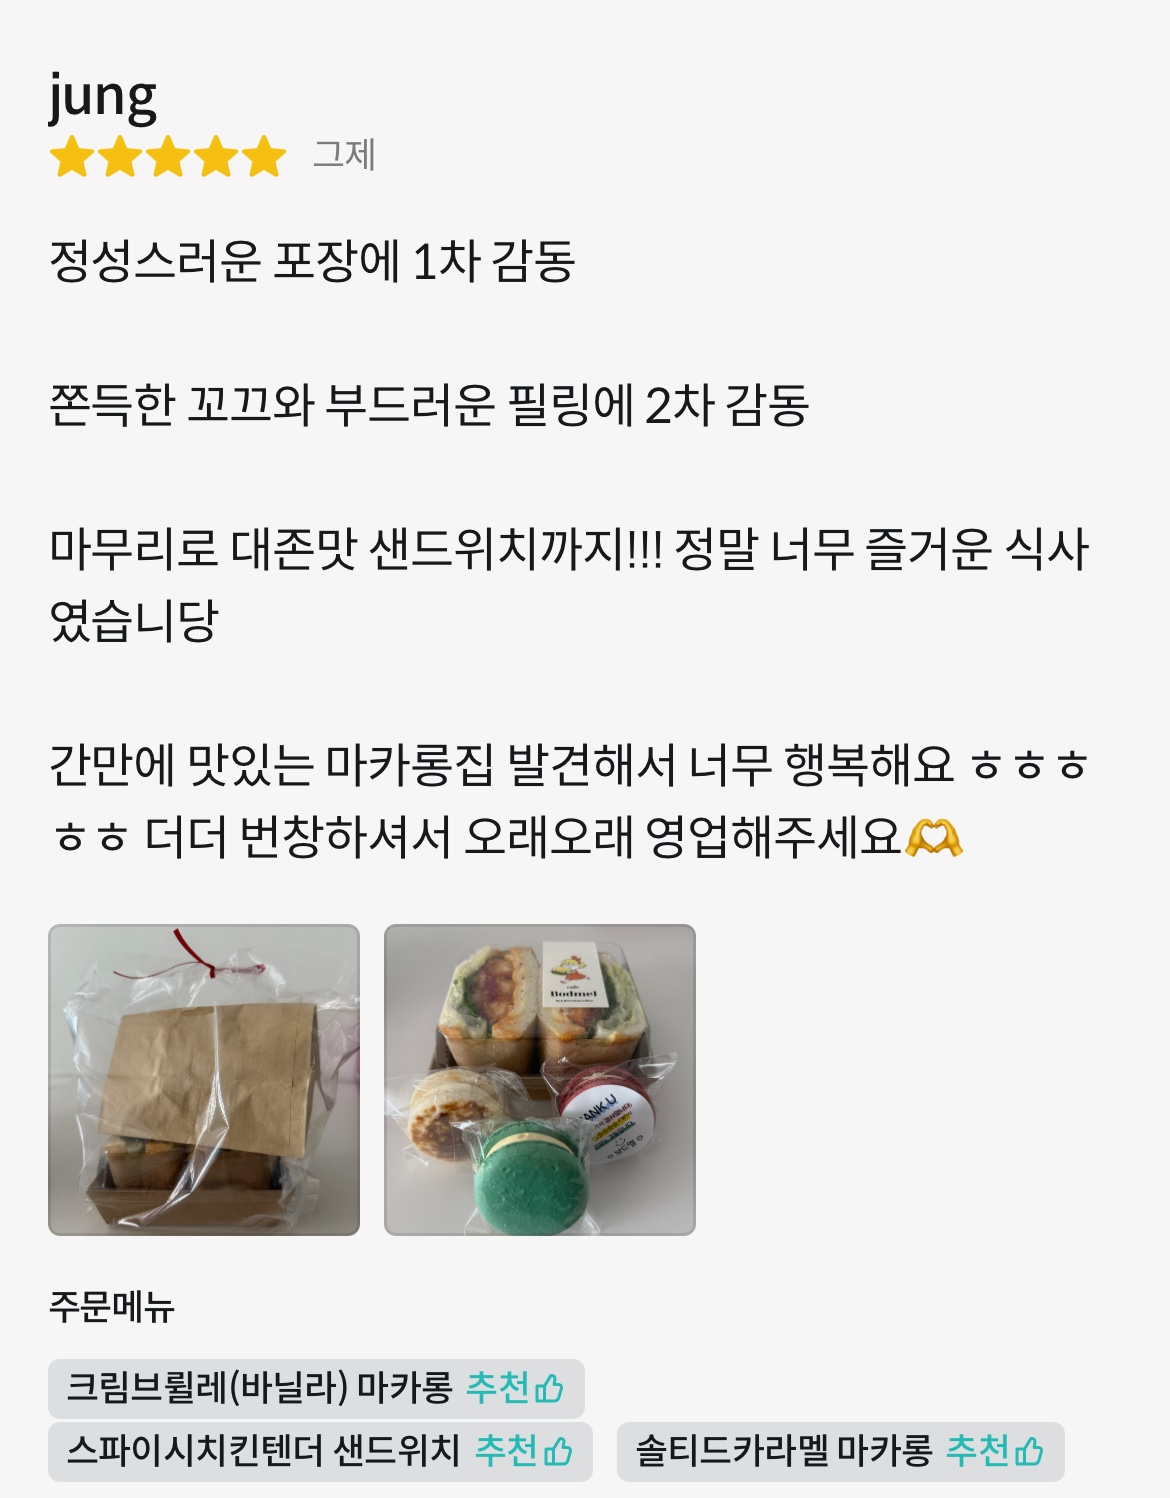 jung
그제
정성스러운 포장에 1차 감동
쫀득한 꼬끄와 부드러운 필링에 2차 감동
마무리로 대존맛 샌드위치까지!!! 정말 너무 즐거운 식사
였습니당
간만에 맛있는 마카롱집 발견해서 너무 행복해요 ㅎㅎㅎ
ㅎㅎ 더더 번창하셔서 오래오래 영업해주세요🫶
cafe
Bodmel
ANK U
주문메뉴
크림브륄레(바닐라) 마카롱 추천
스파이시치킨텐더 샌드위치 추천 솔티드카라멜 마카롱 추천